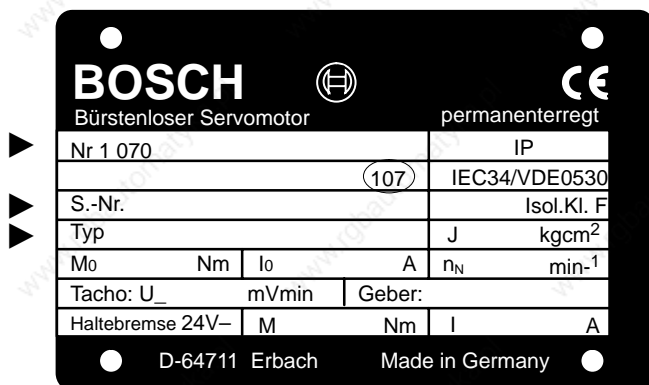 BOSCH CE
Bürstenloser Servomotor permanenterregt
Nr 1 070 IP
107 IEC34/VDE0530
S.-Nr. Isol.Kl. F
Typ J kgcm2
M0 Nm I0 A nN min-1
Tacho: U_ mVmin Geber:
Haltebremse 24V– M Nm I A
D-64711 Erbach Made in Germany